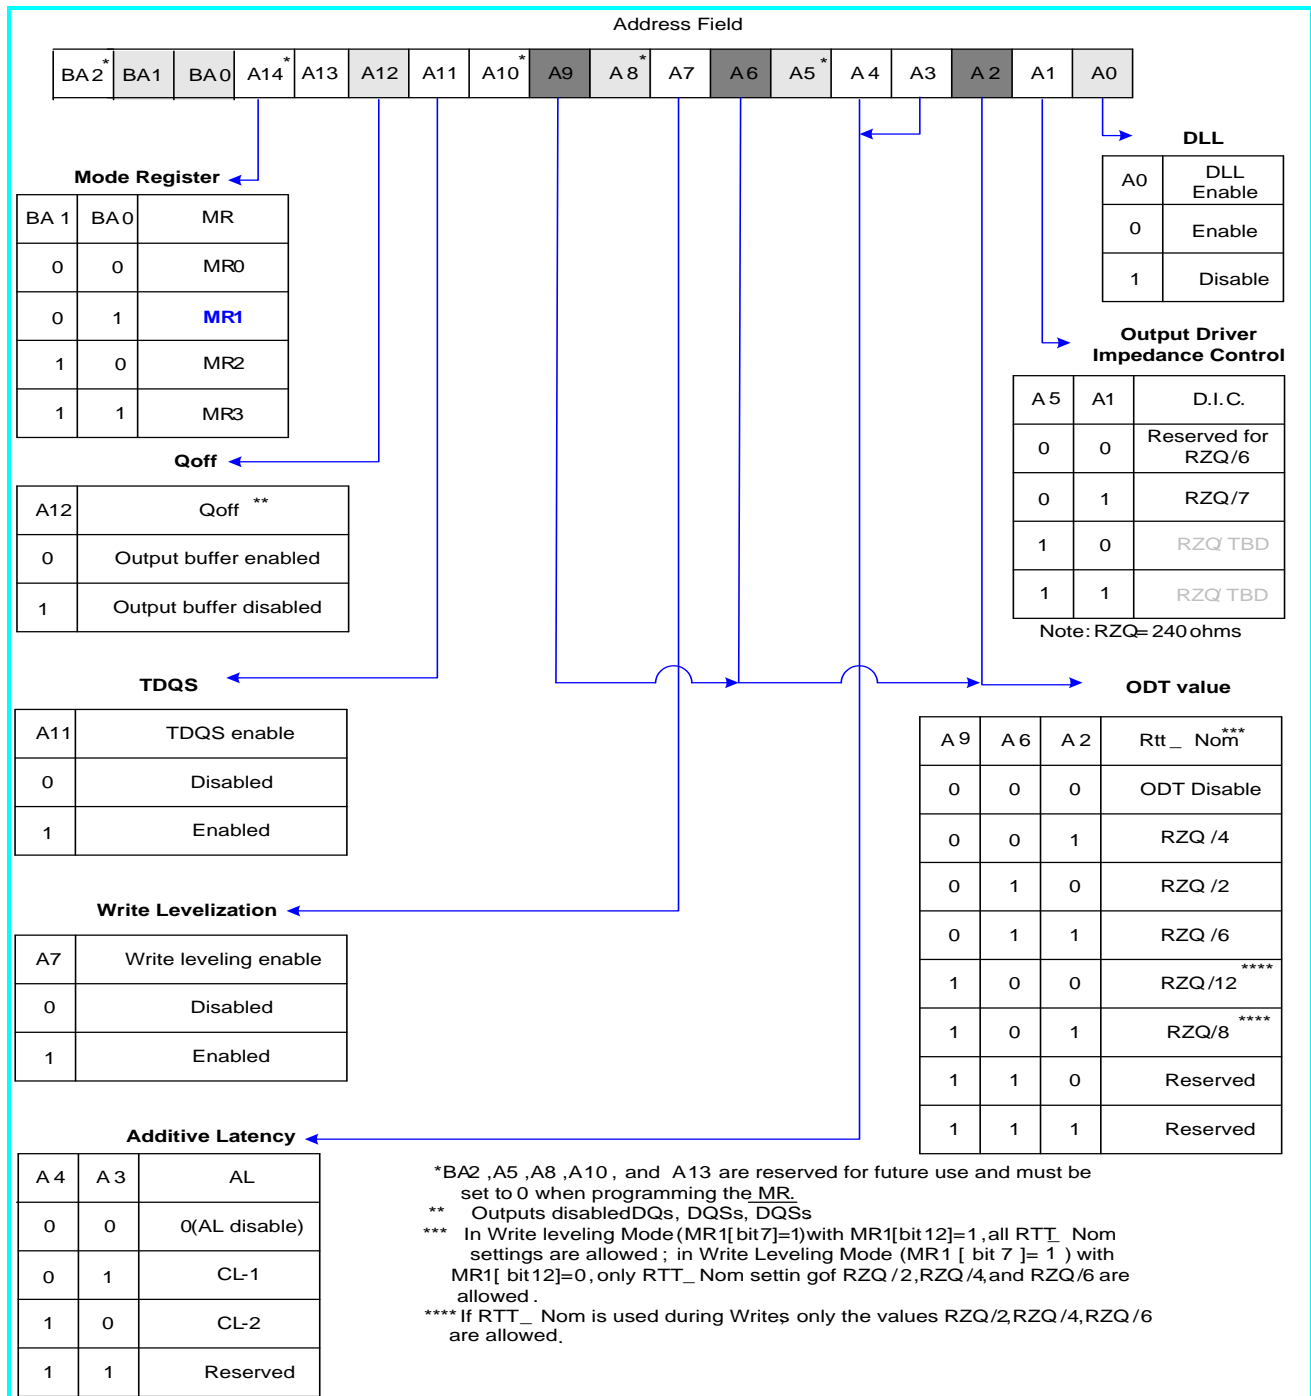 Address Field
BA2* BA1 BA0 A14* A13 A12 A11 A10* A9 A8* A7 A6 A5* A4 A3 A2 A1 A0
DLL
A0 DLL Enable
0 Enable
1 Disable
Mode Register
BA1 BA0 MR
0 0 MR0
0 1 MR1
1 0 MR2
1 1 MR3
Output Driver
Impedance Control
A5 A1 D.I.C.
0 0 Reserved for RZQ/6
0 1 RZQ/7
1 0 RZQ/TBD
1 1 RZQ/TBD
Note: RZQ= 240 ohms
Qoff
A12 Qoff **
0 Output buffer enabled
1 Output buffer disabled
TDQS
A11 TDQS enable
0 Disabled
1 Enabled
ODT value
A9 A6 A2 Rtt_ Nom***
0 0 0 ODT Disable
0 0 1 RZQ /4
0 1 0 RZQ /2
0 1 1 RZQ /6
1 0 0 RZQ/12 ****
1 0 1 RZQ/8 ****
1 1 0 Reserved
1 1 1 Reserved
Write Levelization
A7 Write leveling enable
0 Disabled
1 Enabled
Additive Latency
A4 A3 AL
0 0 0(AL disable)
0 1 CL-1
1 0 CL-2
1 1 Reserved
*BA2 ,A5 ,A8 ,A10 , and A13 are reserved for future use and must be
set to 0 when programming the MR.
** Outputs disabledDQs, DQSs, DQSs
*** In Write leveling Mode (MR1[bit7]=1)with MR1[bit12]=1 ,all RTT_ Nom
settings are allowed ; in Write Leveling Mode (MR1 [ bit 7 ]= 1 ) with
MR1[ bit12]=0 , only RTT_ Nom settin gof RZQ /2,RZQ /4,and RZQ /6 are
allowed .
**** If RTT_ Nom is used during Writes only the values RZQ/2,RZQ /4,RZQ /6
are allowed.